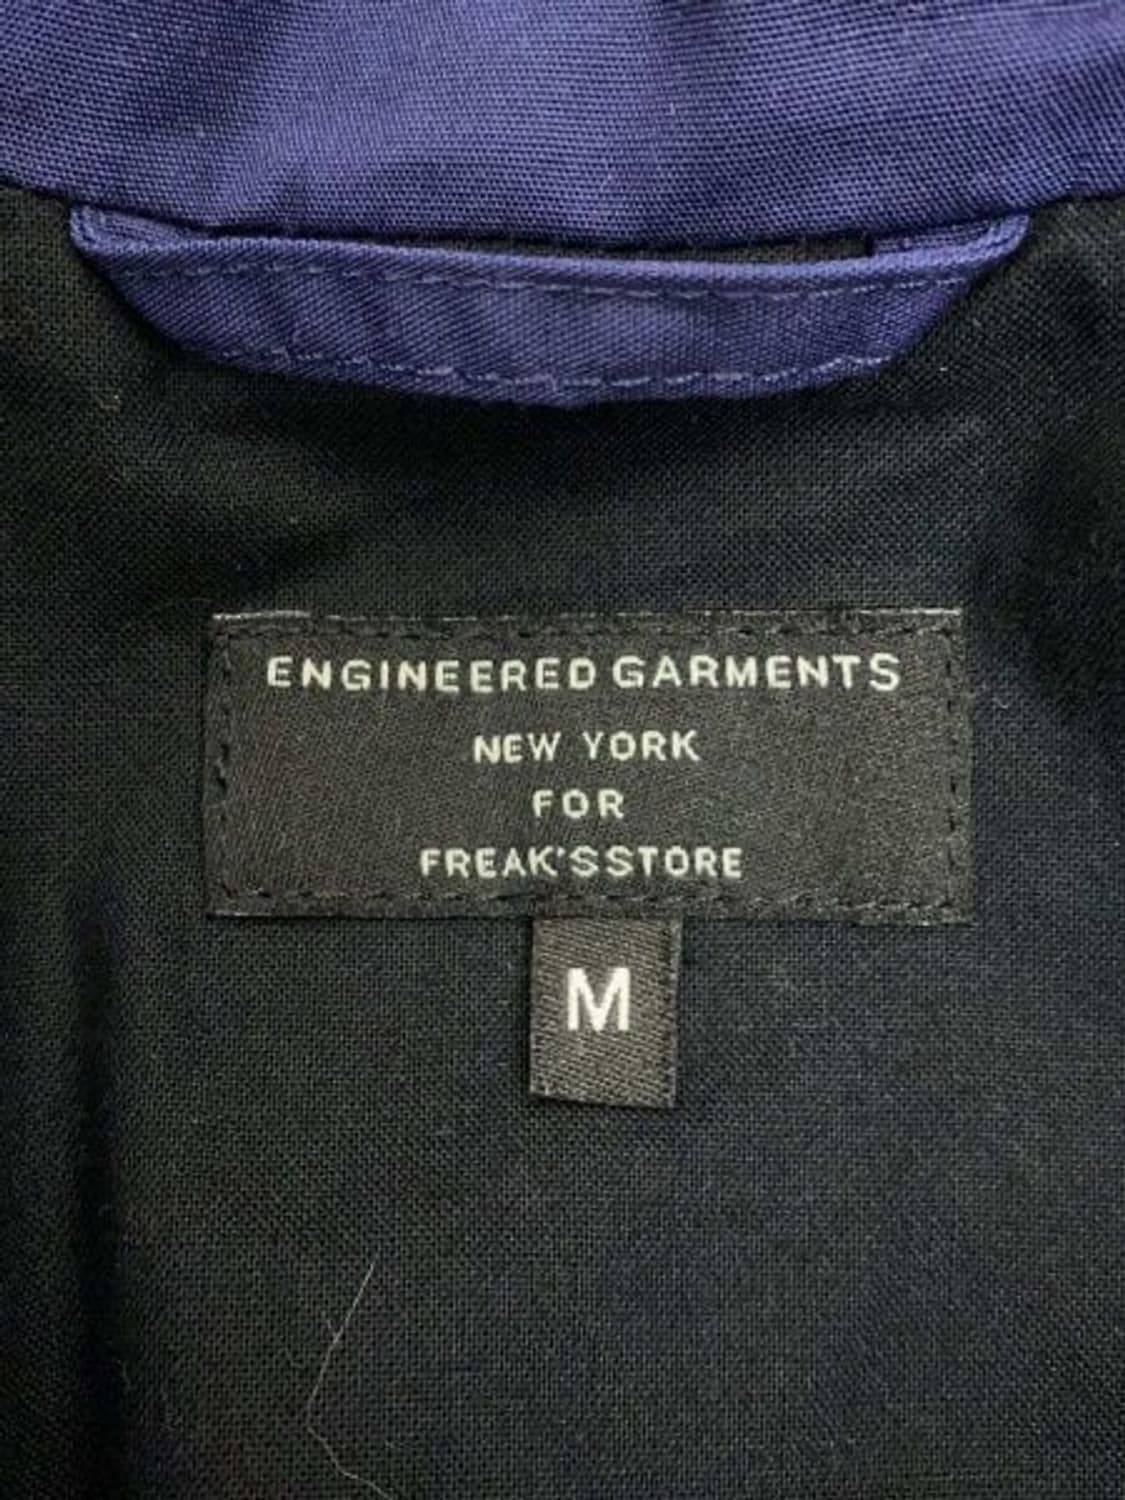 ENGINEERED GARMENTS
NEW YORK
FOR
FREAK'S STORE
M